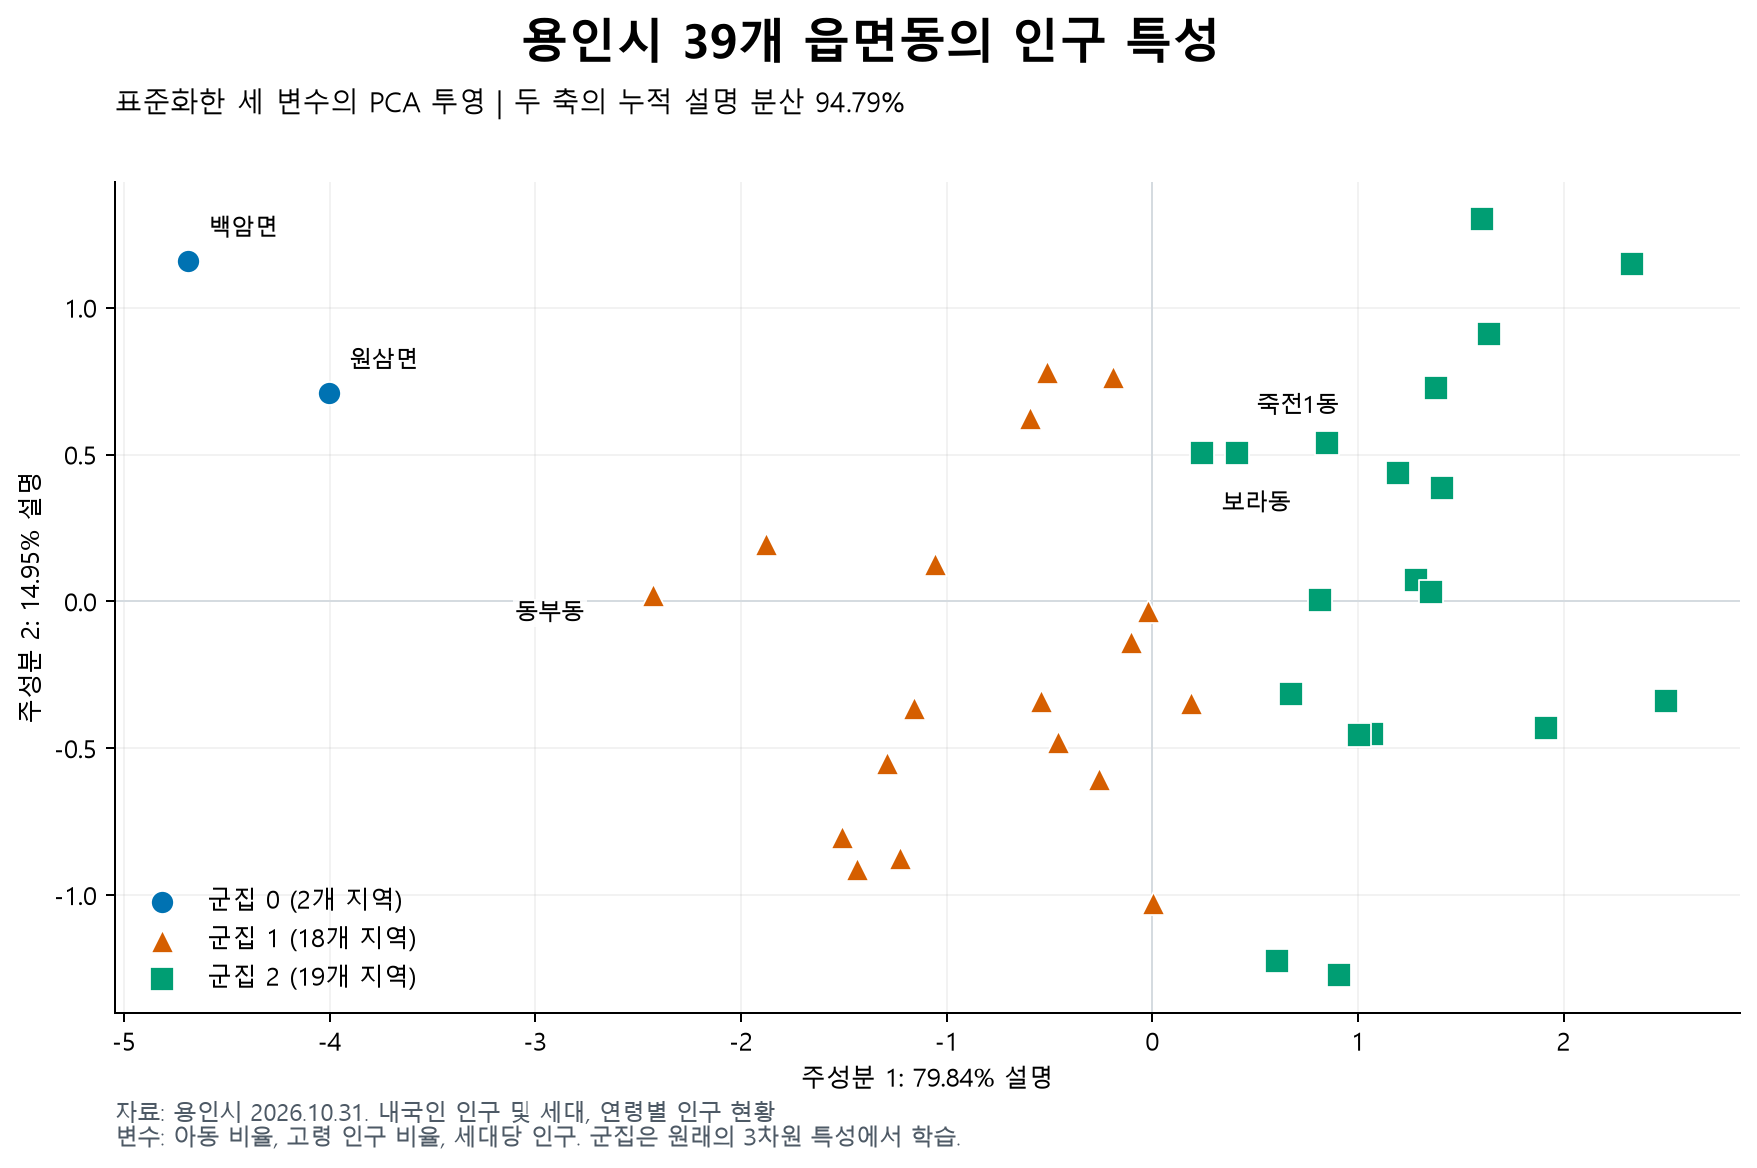 용인시 39개 읍면동의 인구 특성
표준화한 세 변수의 PCA 투영 | 두 축의 누적 설명 분산 94.79%
백암면
원삼면
죽전1동
보라동
동부동
1.0
0.5
0.0
-0.5
-1.0
주성분 2: 14.95% 설명
군집 0 (2개 지역)
군집 1 (18개 지역)
군집 2 (19개 지역)
-5 -4 -3 -2 -1 0 1 2
주성분 1: 79.84% 설명
자료: 용인시 2026.10.31. 내국인 인구 및 세대, 연령별 인구 현황
변수: 아동 비율, 고령 인구 비율, 세대당 인구. 군집은 원래의 3차원 특성에서 학습.